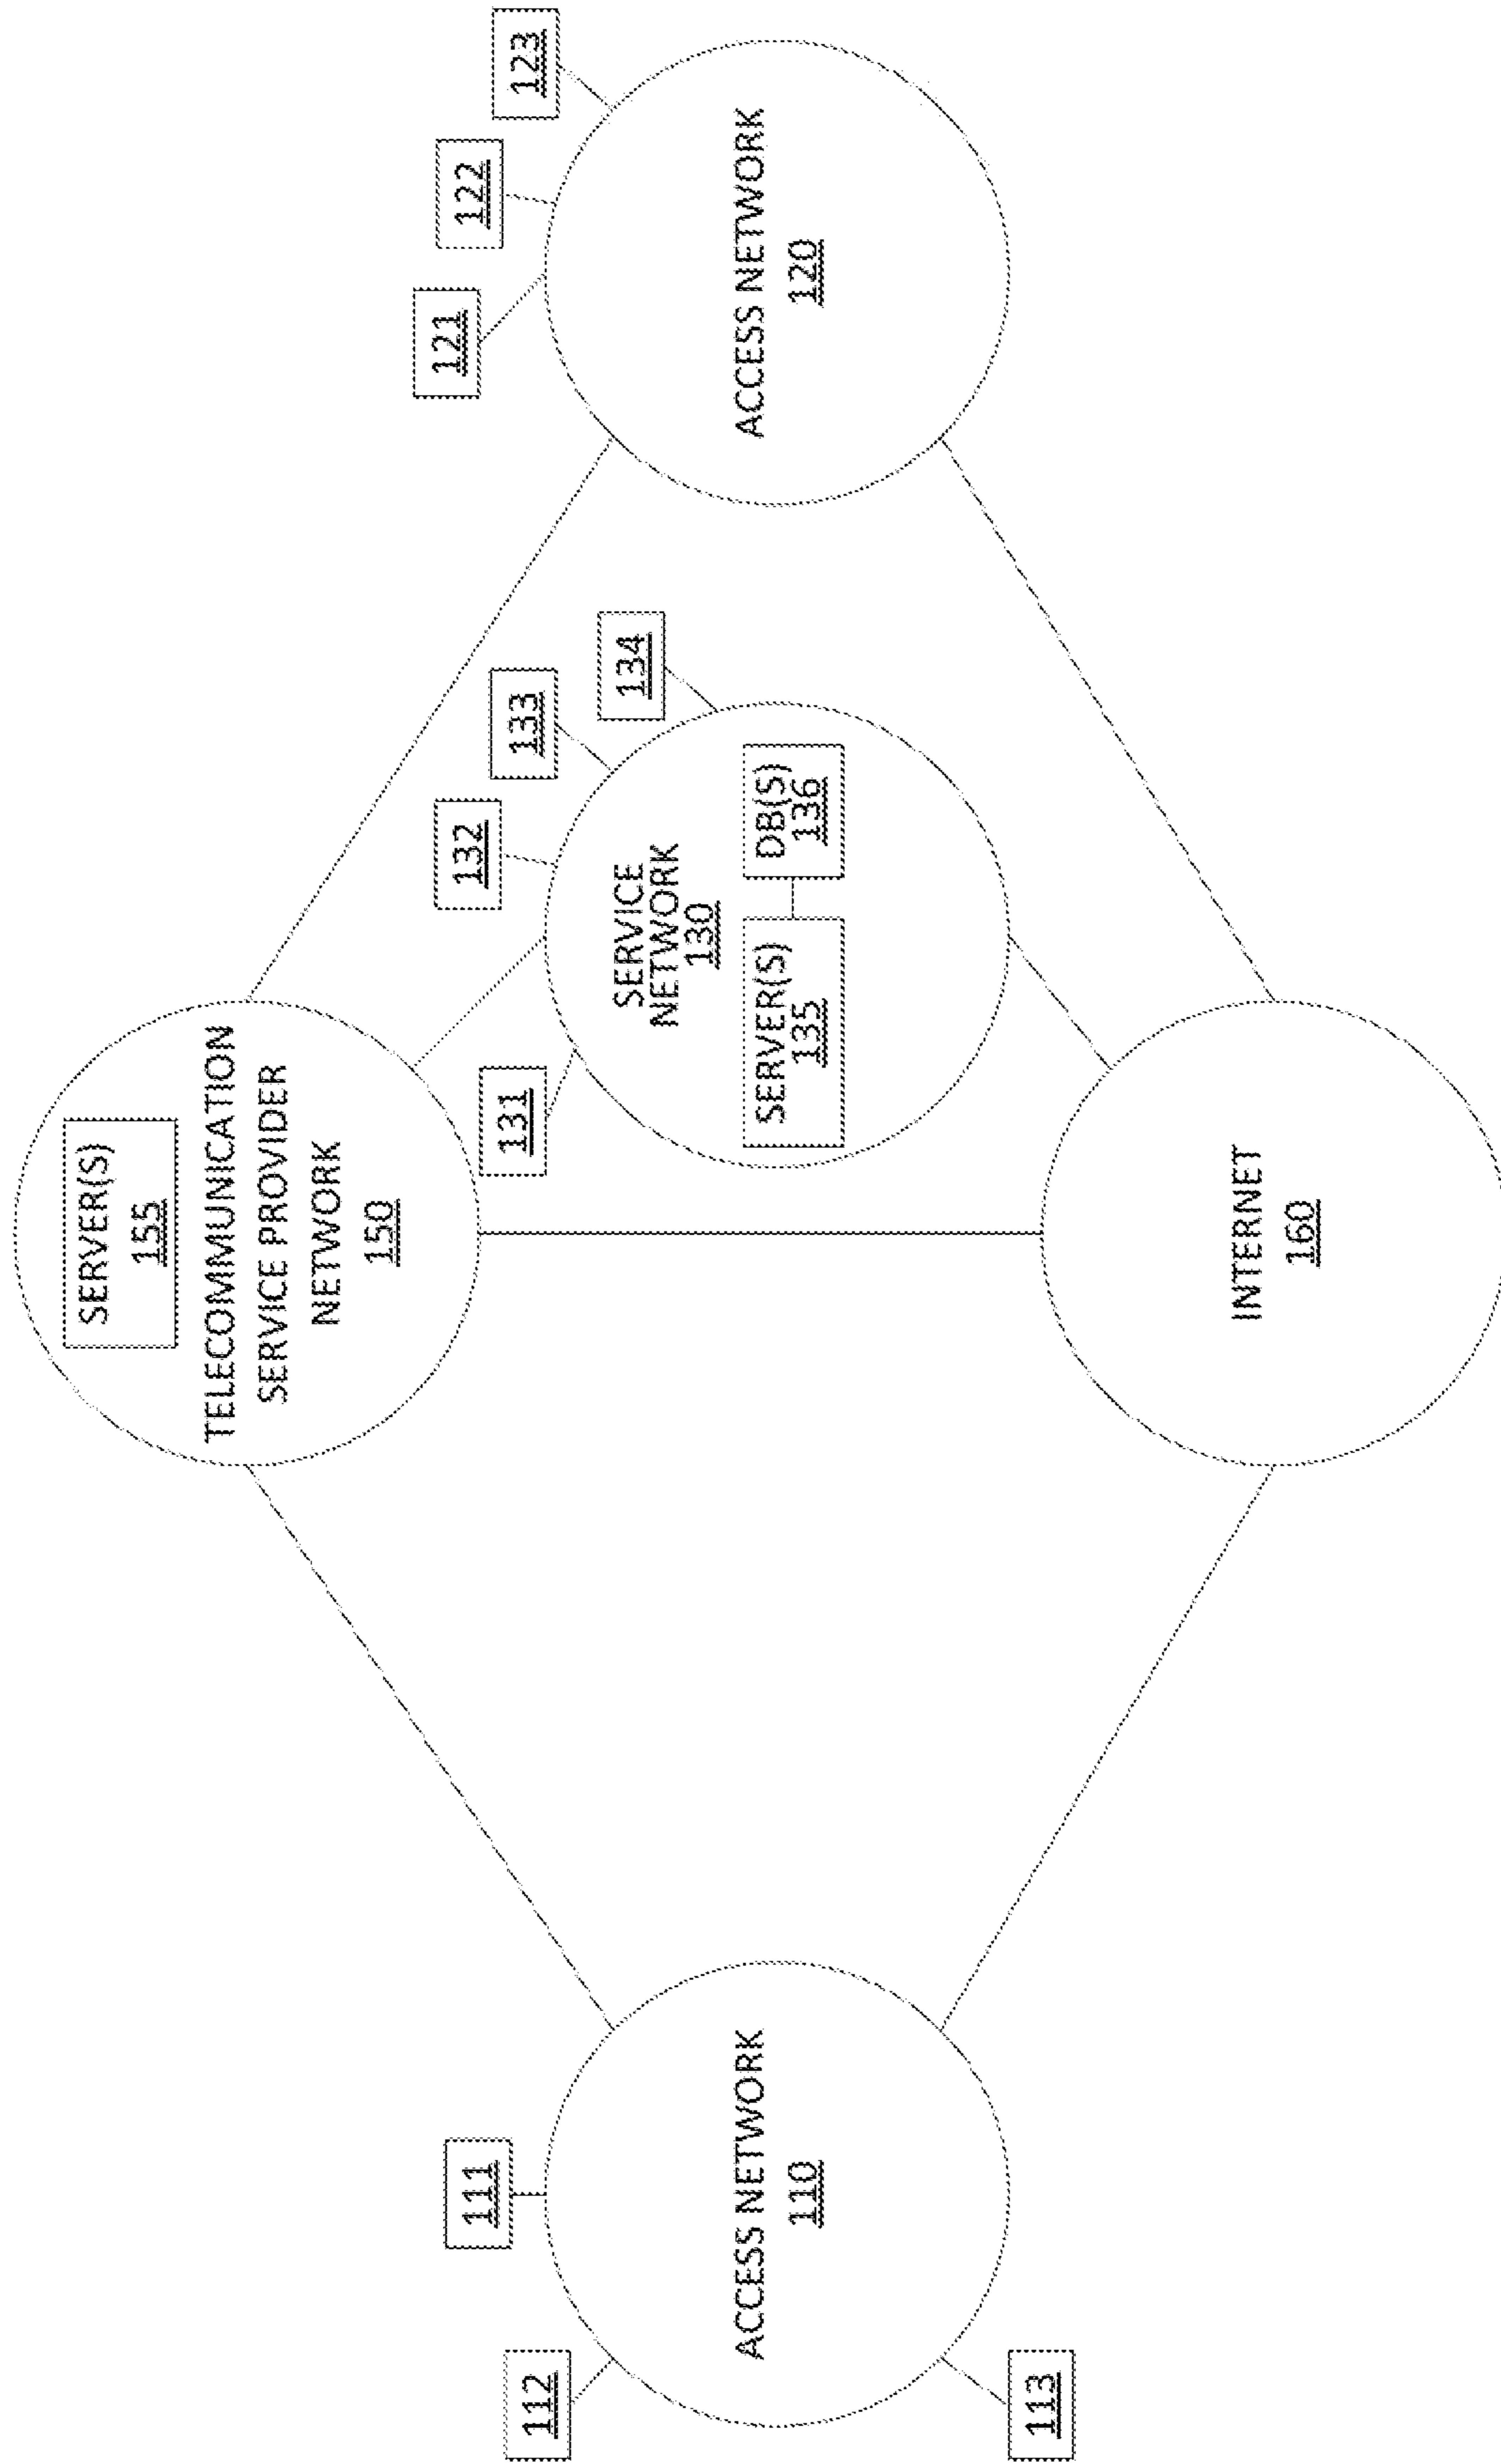 SERVER(S)
155
TELECOMMUNICATION
SERVICE PROVIDER
NETWORK
150
111
112
ACCESS NETWORK
110
113
131
132
133
134
SERVICE
NETWORK
130
SERVER(S)
135
DB(S)
136
121
122
123
ACCESS NETWORK
120
INTERNET
160